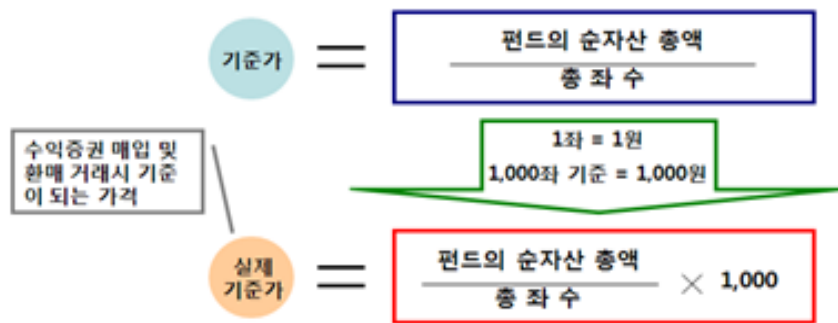 기준가
=
펀드의 순자산 총액
총 좌 수
1좌 = 1원
1,000좌 기준 = 1,000원
수익증권 매입 및
환매 거래시 기준
이 되는 가격
실제
기준가
=
펀드의 순자산 총액
총 좌 수
× 1,000